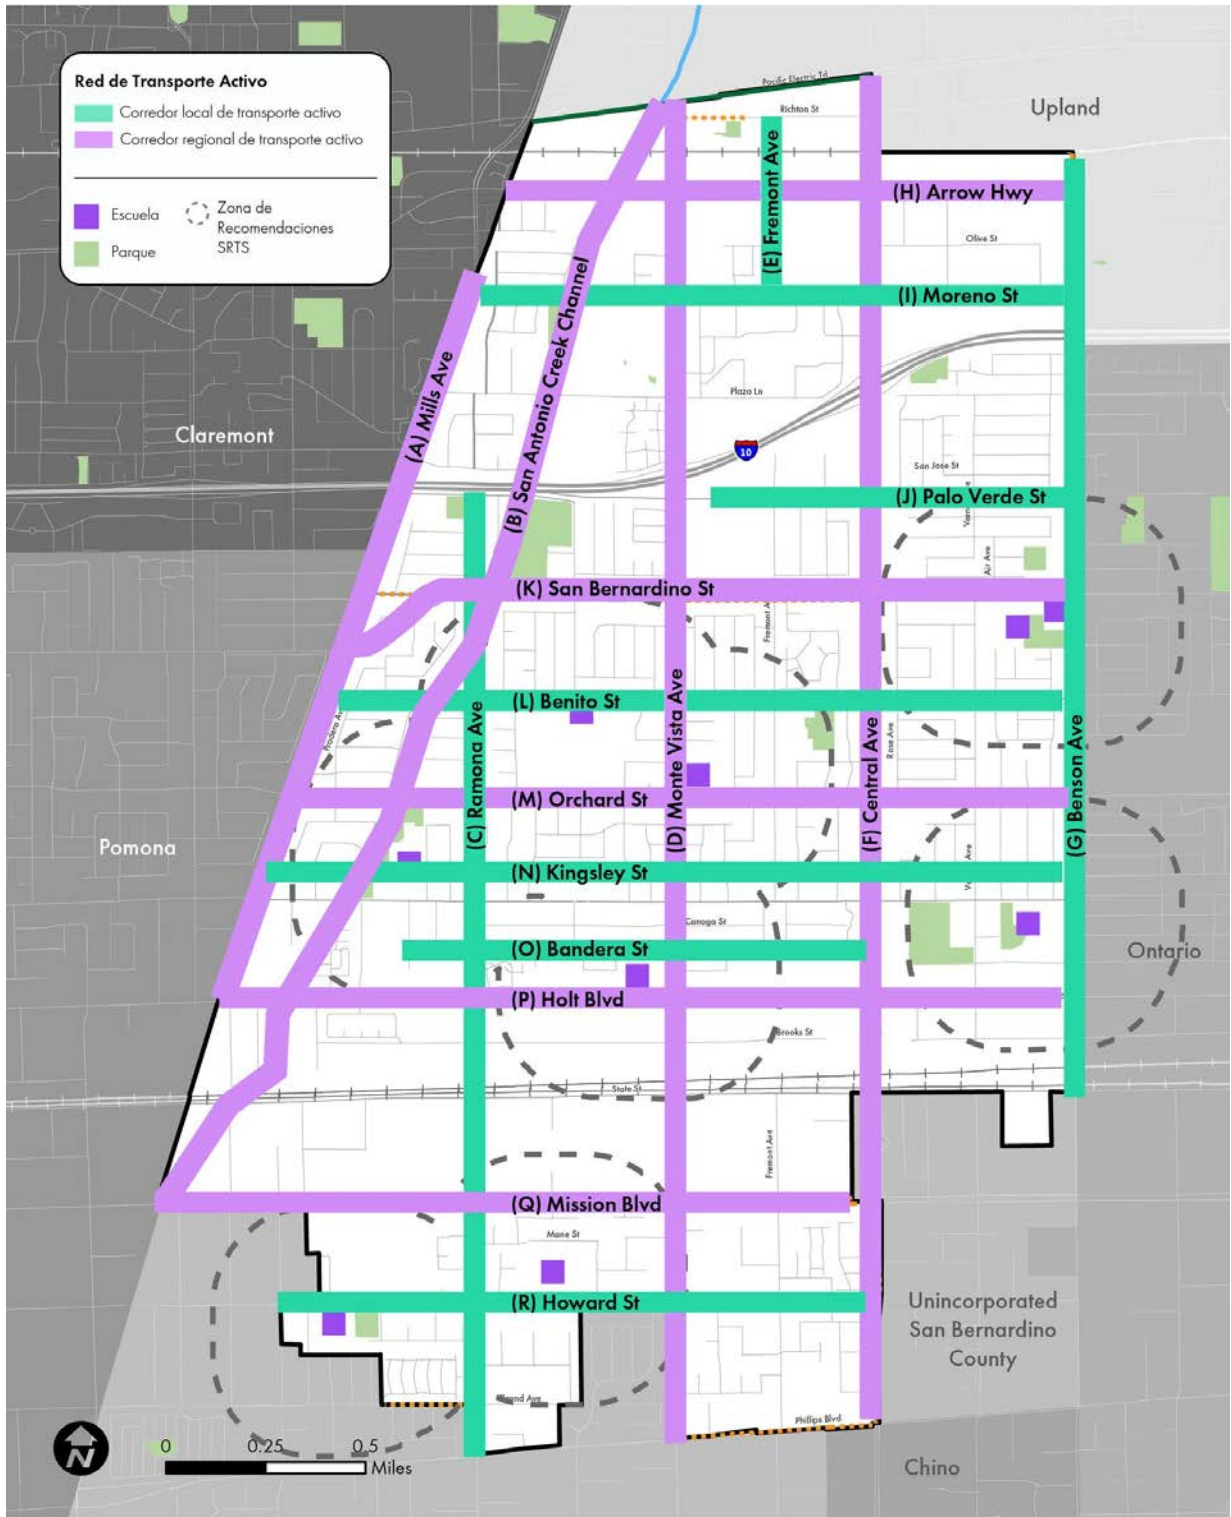 Pacific Electric Trl
Richton St
Upland
Red de Transporte Activo
Corredor local de transporte activo
Corredor regional de transporte activo
Escuela
Zona de
Recomendaciones
SRTS
Parque
(E) Fremont Ave
(H) Arrow Hwy
Olive St
(I) Moreno St
(A) Mills Ave
(B) San Antonio Creek Channel
Plaza Ln
Claremont
10
San Jose St
(J) Palo Verde St
Air Ave
(K) San Bernardino St
Fremont
(L) Benito St
(C) Ramona Ave
(D) Monte Vista Ave
(F) Central Ave
Rose Ave
(G) Benson Ave
(M) Orchard St
Pomona
(N) Kingsley St
Ave
Canoga St
(O) Bandera St
Ontario
(P) Holt Blvd
Brooks St
State St
Fremont Ave
(Q) Mission Blvd
Mane St
(R) Howard St
Unincorporated
San Bernardino
County
Ave
Phillips Blvd
N
0 0.25 0.5
Miles
Chino